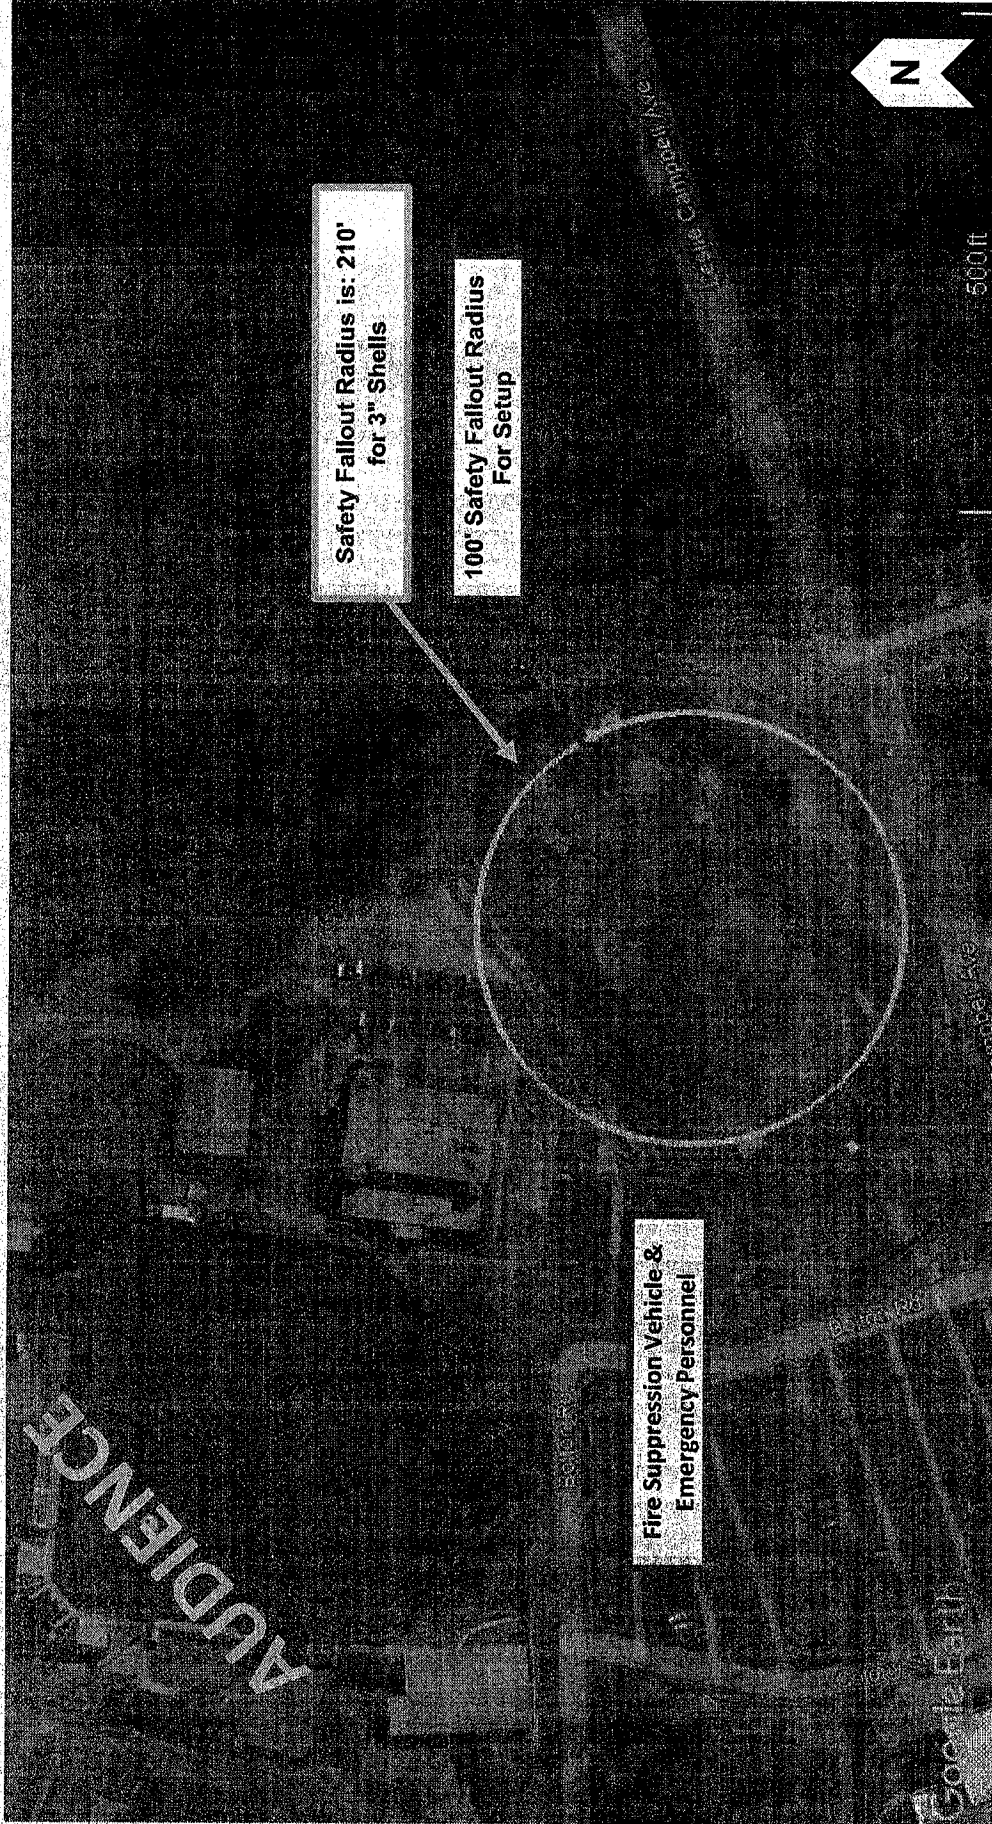 N
Safety Fallout Radius is: 210'
for 3" Shells
100' Safety Fallout Radius
For Setup
500 ft
Fire Suppression Vehicle &
Emergency Personnel
AUDIENCE
Google Earth